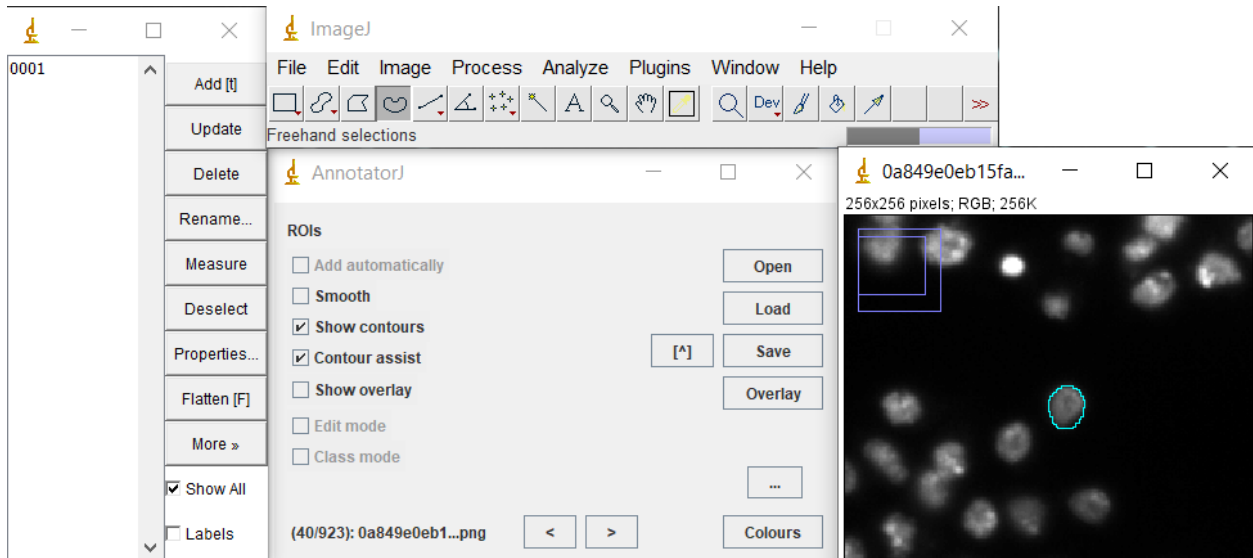 0001
Add [t]
Update
Delete
Rename...
Measure
Deselect
Properties...
Flatten [F]
More »
Show All
Labels
ImageJ
File Edit Image Process Analyze Plugins Window Help
A Dev >>
Freehand selections
AnnotatorJ
ROIs
Add automatically
Smooth
Show contours
Contour assist
Show overlay
Edit mode
Class mode
Open
Load
[^] Save
Overlay
...
(40/923): 0a849e0eb1...png < > Colours
0a849e0eb15fa...
256x256 pixels; RGB; 256K